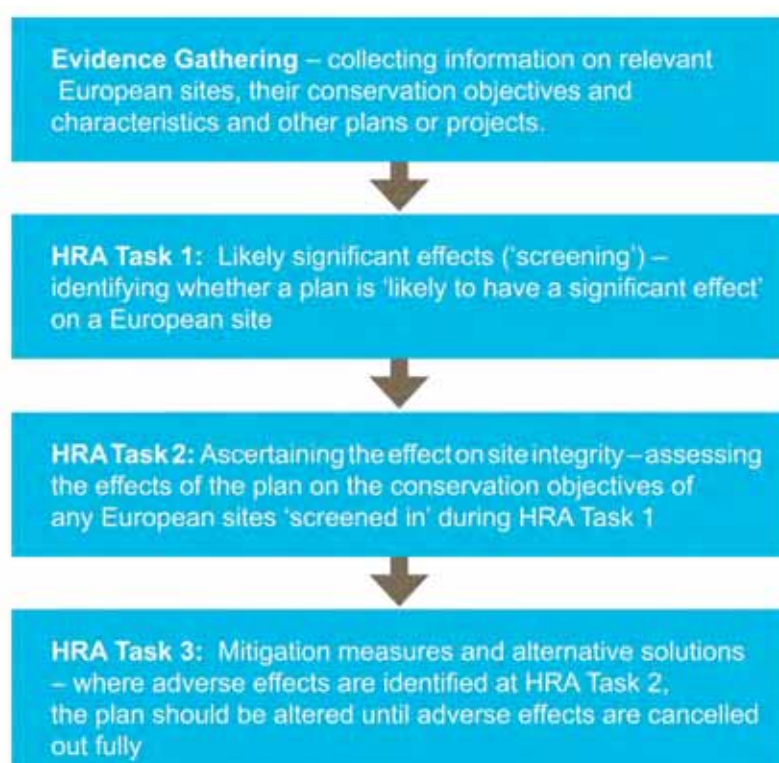 Evidence Gathering – collecting information on relevant
European sites, their conservation objectives and
characteristics and other plans or projects.
HRA Task 1: Likely significant effects (‘screening’) –
identifying whether a plan is ‘likely to have a significant effect’
on a European site
HRA Task 2: Ascertaining the effect on site integrity – assessing
the effects of the plan on the conservation objectives of
any European sites ‘screened in’ during HRA Task 1
HRA Task 3: Mitigation measures and alternative solutions
– where adverse effects are identified at HRA Task 2,
the plan should be altered until adverse effects are cancelled
out fully